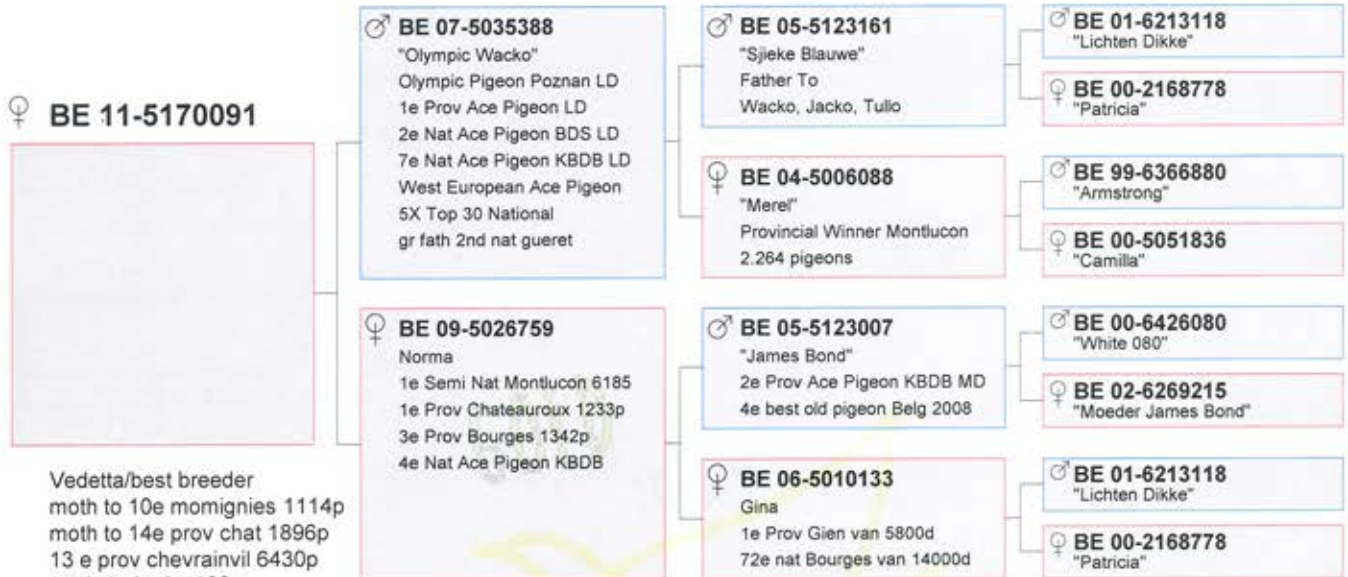 BE 11-5170091
Vedetta/best breeder
moth to 10e momignies 1114p
moth to 14e prov chat 1896p
13 e prov chevrainvil 6430p
BE 07-5035388
"Olympic Wacko"
Olympic Pigeon Poznan LD
1e Prov Ace Pigeon LD
2e Nat Ace Pigeon BDS LD
7e Nat Ace Pigeon KBDB LD
West European Ace Pigeon
5X Top 30 National
gr fath 2nd nat gueret
BE 09-5026759
Norma
1e Semi Nat Montlucon 6185
1e Prov Chateauroux 1233p
3e Prov Bourges 1342p
4e Nat Ace Pigeon KBDB
BE 05-5123161
"Sjieke Blauwe"
Father To
Wacko, Jacko, Tullo
BE 04-5006088
"Merel"
Provincial Winner Montlucon
2.264 pigeons
BE 05-5123007
"James Bond"
2e Prov Ace Pigeon KBDB MD
4e best old pigeon Belg 2008
BE 06-5010133
Gina
1e Prov Gien van 5800d
72e nat Bourges van 14000d
BE 01-6213118
"Lichten Dikke"
BE 00-2168778
"Patricia"
BE 99-6366880
"Armstrong"
BE 00-5051836
"Camilla"
BE 00-6426080
"White 080"
BE 02-6269215
"Moeder James Bond"
BE 01-6213118
"Lichten Dikke"
BE 00-2168778
"Patricia"